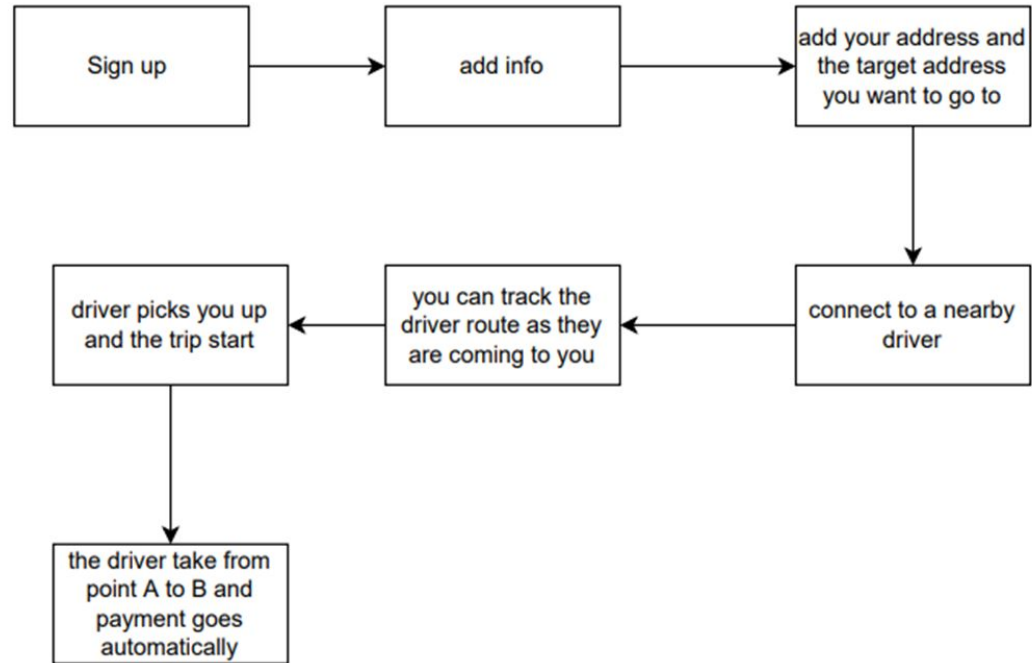 Sign up
add info
add your address and
the target address
you want to go to
connect to a nearby
driver
you can track the
driver route as they
are coming to you
driver picks you up
and the trip start
the driver take from
point A to B and
payment goes
automatically